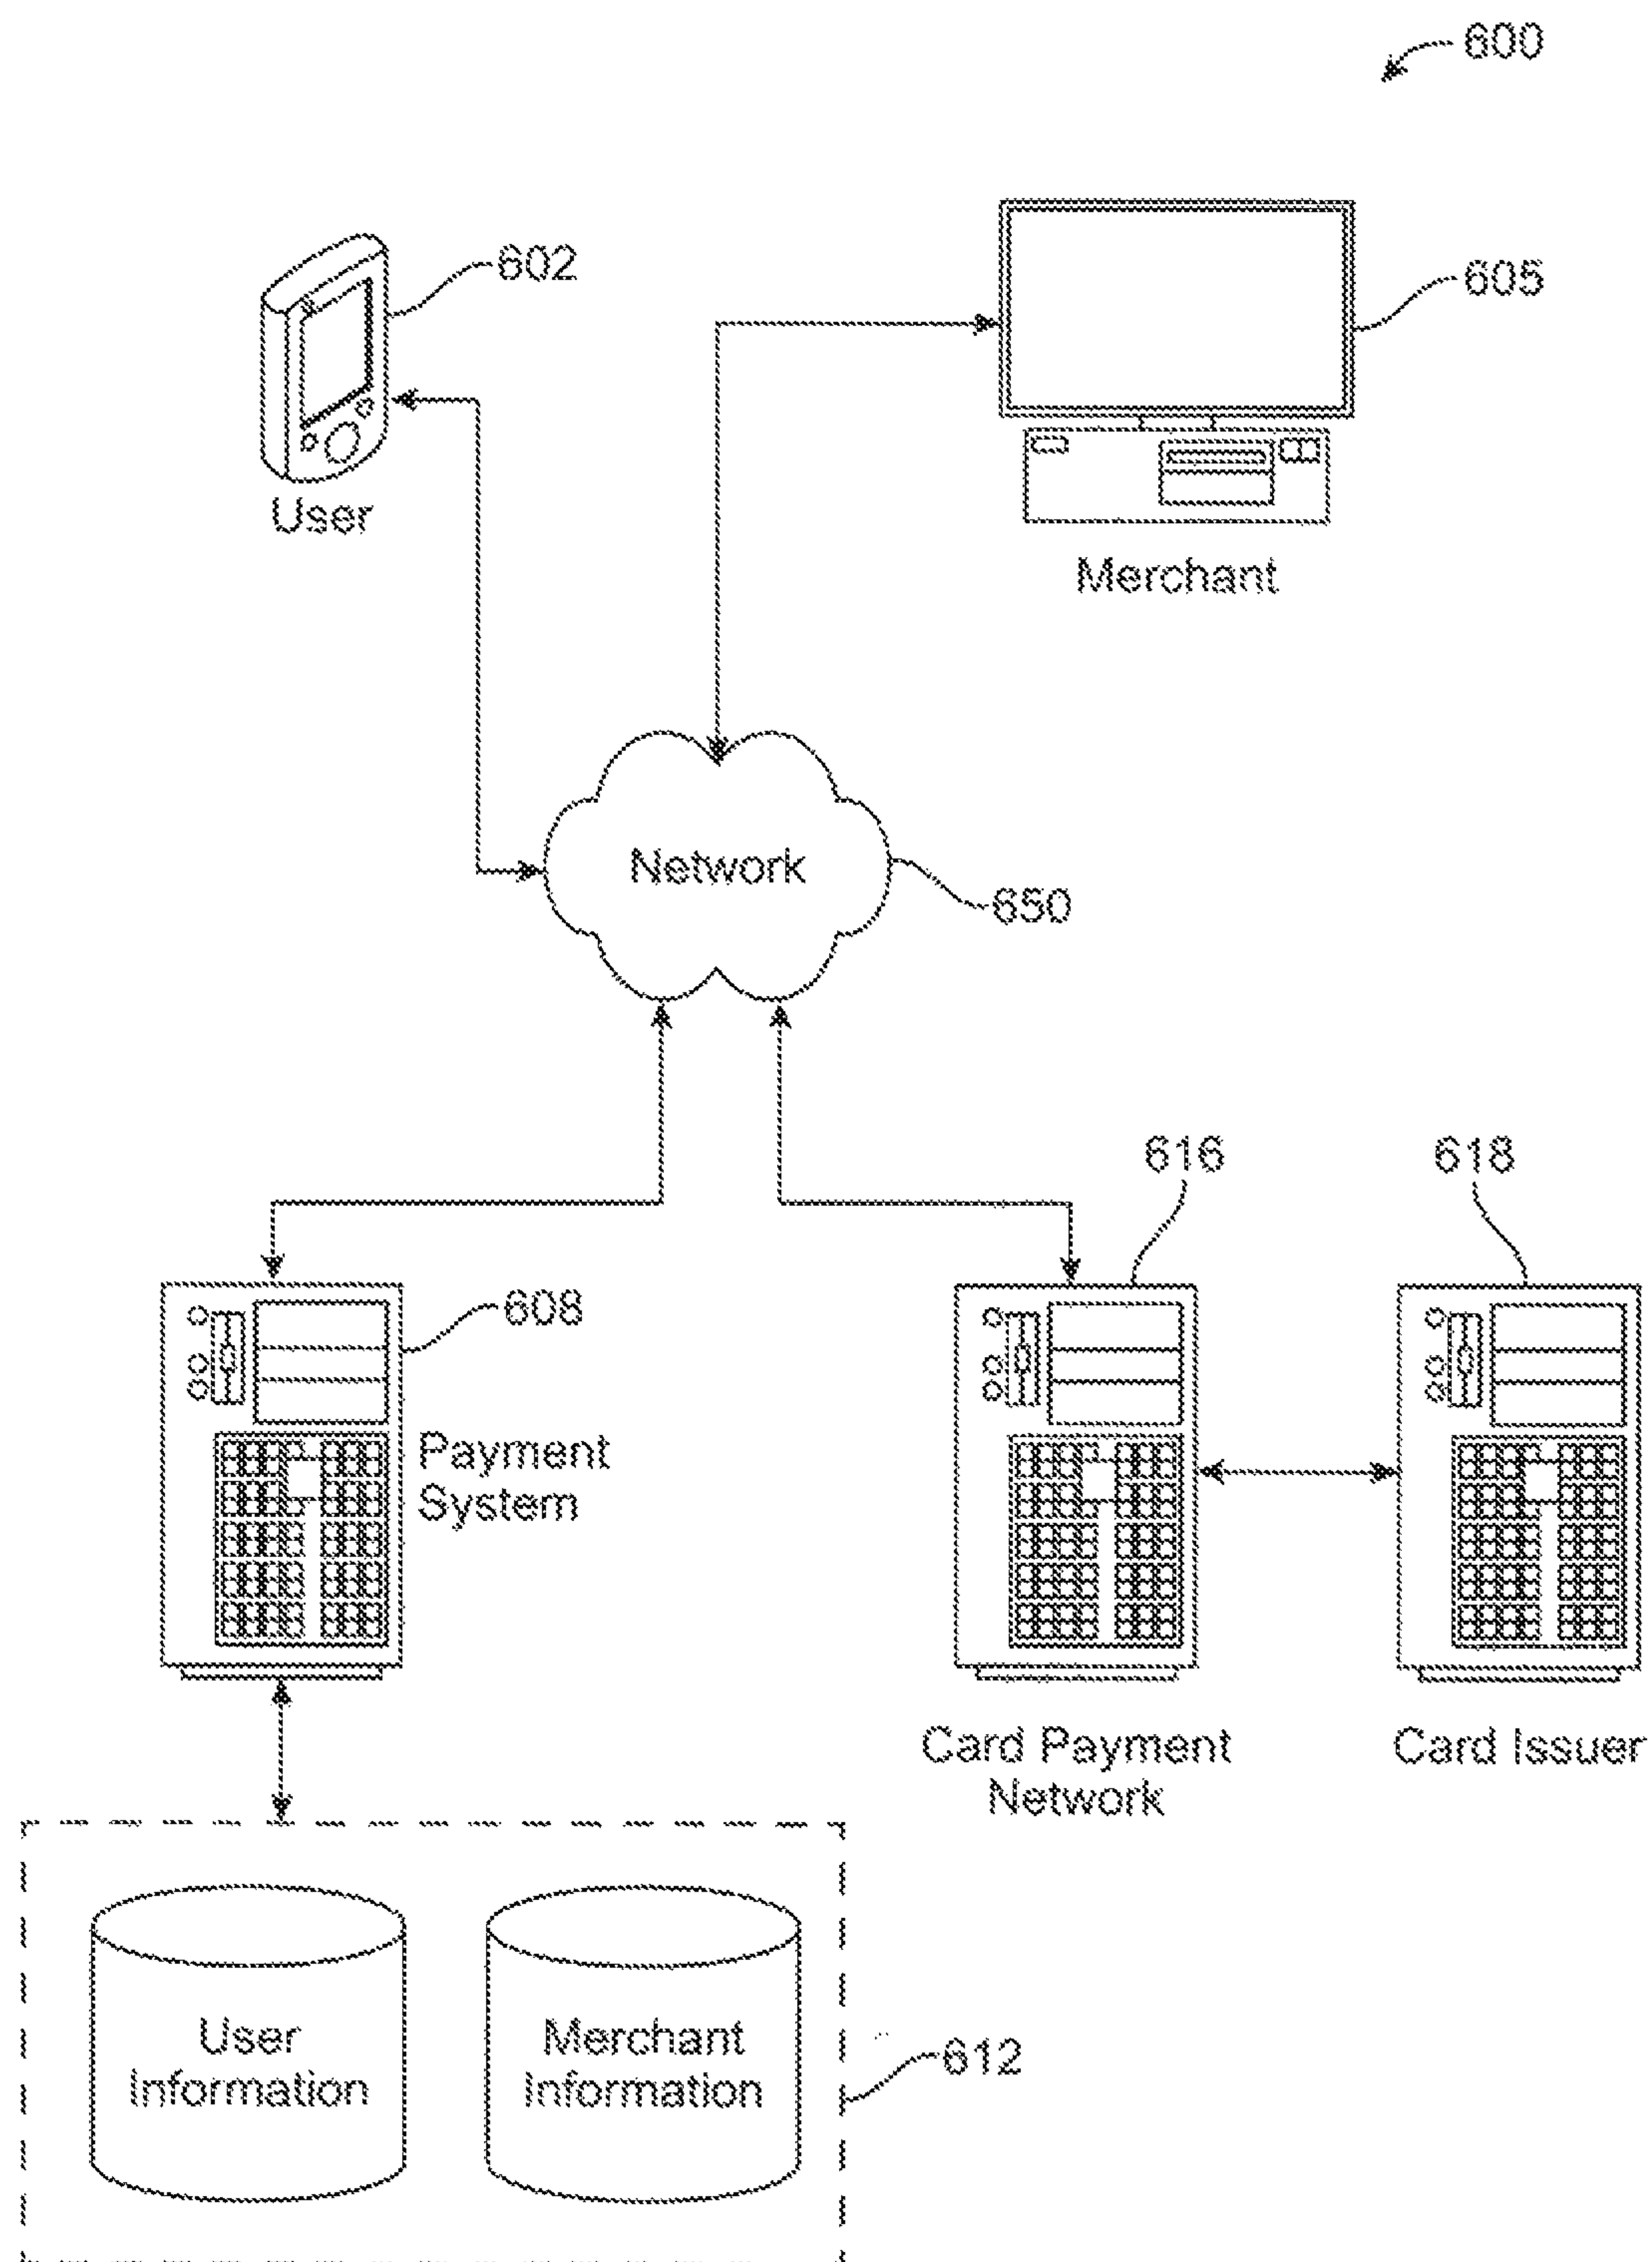 600
602
605
User
Merchant
Network
650
616
618
608
Payment
System
Card Payment
Network
Card Issuer
User
Information
Merchant
Information
612